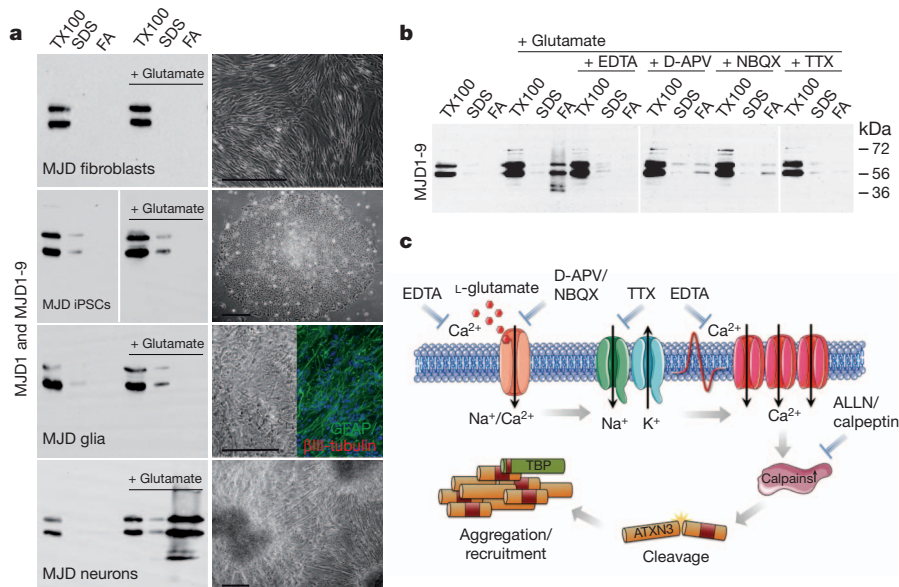 a
TX100 SDS FA TX100 SDS FA
+ Glutamate
MJD fibroblasts
+ Glutamate
MJD iPSCs
+ Glutamate
MJD glia
GFAP/
βIII-tubulin
+ Glutamate
MJD neurons
MJD1 and MJD1-9
b
+ Glutamate
+ EDTA + D-APV + NBQX + TTX
TX100 SDS FA TX100 SDS FA TX100 SDS FA TX100 SDS FA TX100 SDS FA TX100 SDS FA
kDa
MJD1-9
– 72
– 56
– 36
c
D-APV/
NBQX
EDTA L-glutamate TTX EDTA
Ca2+ Ca2+
Na+/Ca2+ Na+ K+ Ca2+
ALLN/
calpeptin
Calpains
TBP
ATXN3
Aggregation/
recruitment
Cleavage